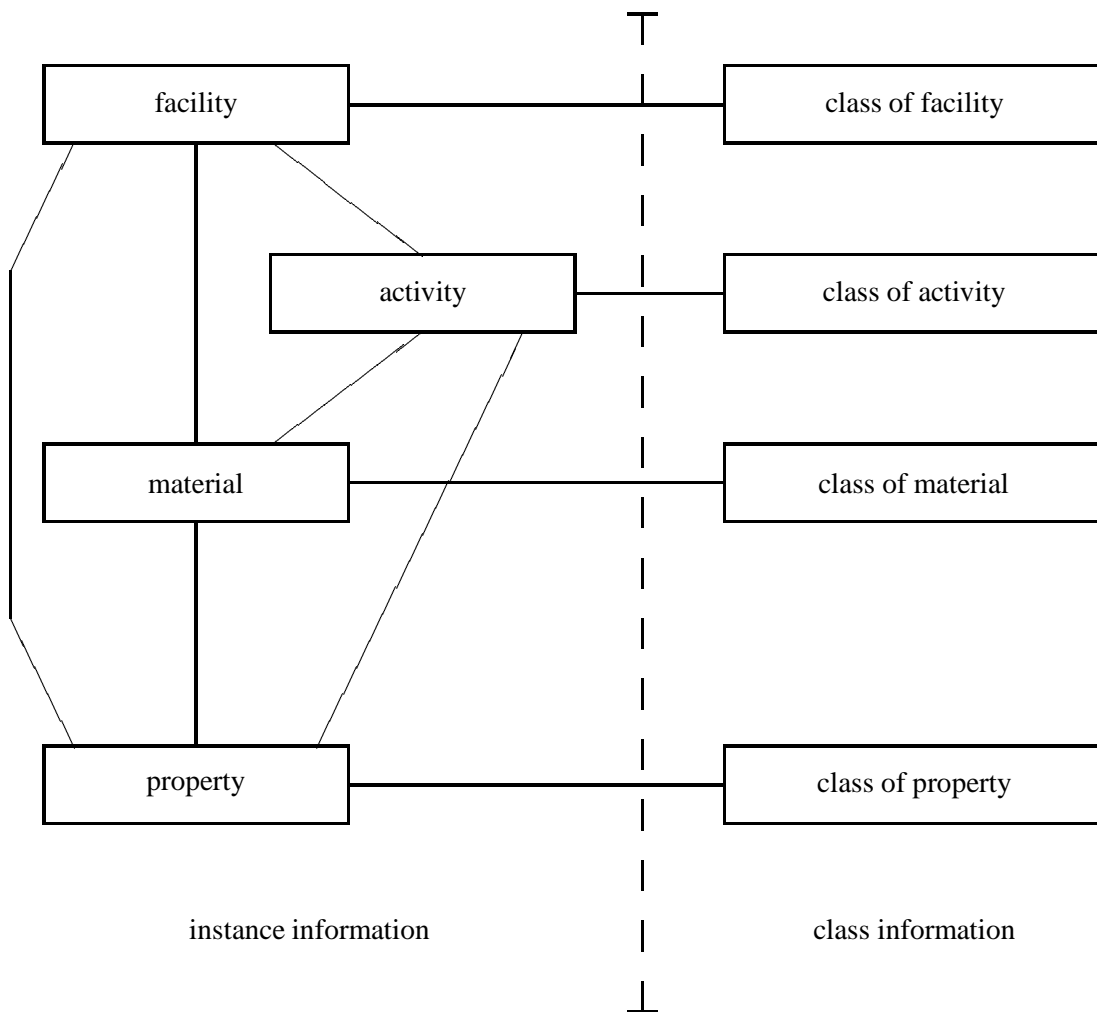 facility
class of facility
activity
class of activity
material
class of material
property
class of property
instance information
class information